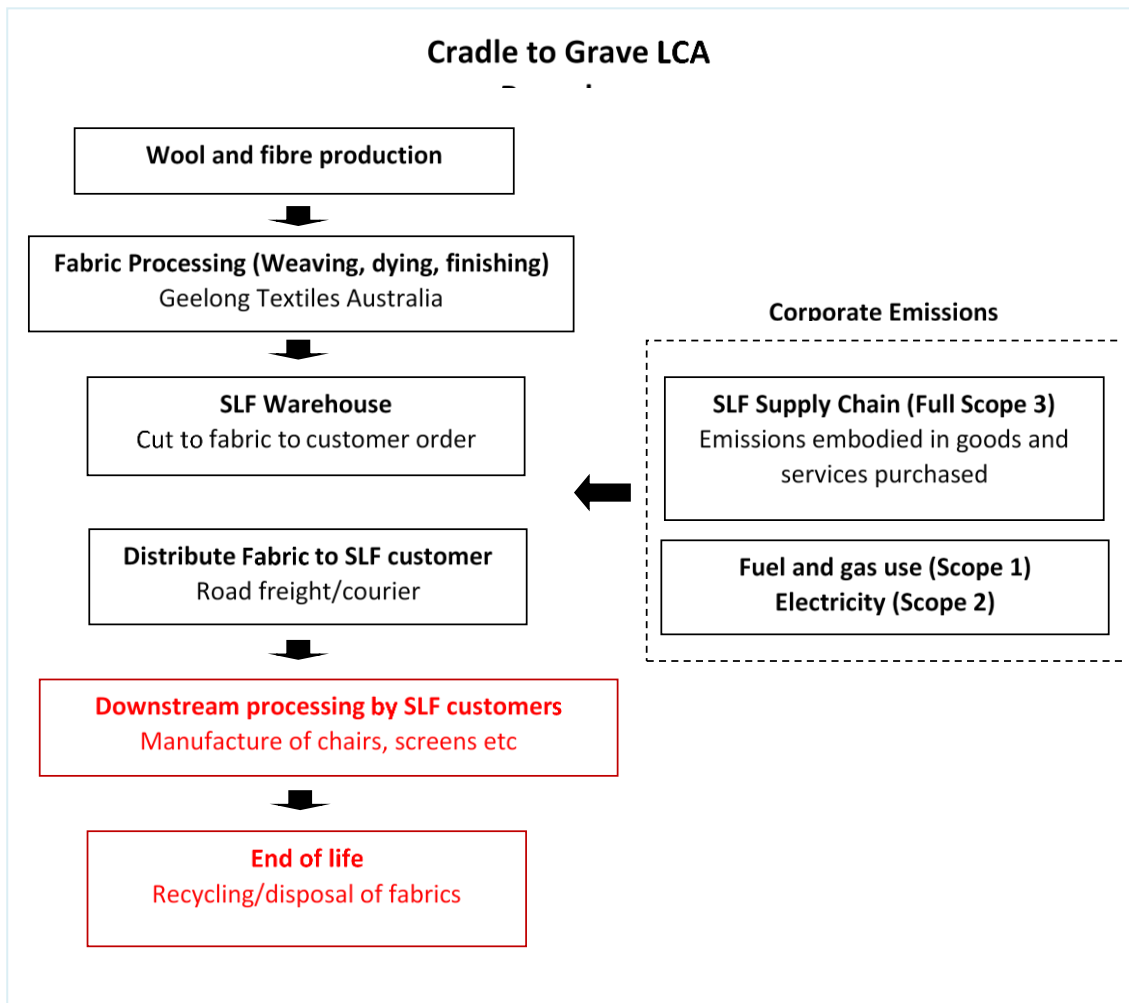 Cradle to Grave LCA
Wool and fibre production
Fabric Processing (Weaving, dying, finishing)
Geelong Textiles Australia
SLF Warehouse
Cut to fabric to customer order
Distribute Fabric to SLF customer
Road freight/courier
Downstream processing by SLF customers
Manufacture of chairs, screens etc
End of life
Recycling/disposal of fabrics
Corporate Emissions
SLF Supply Chain (Full Scope 3)
Emissions embodied in goods and
services purchased
Fuel and gas use (Scope 1)
Electricity (Scope 2)